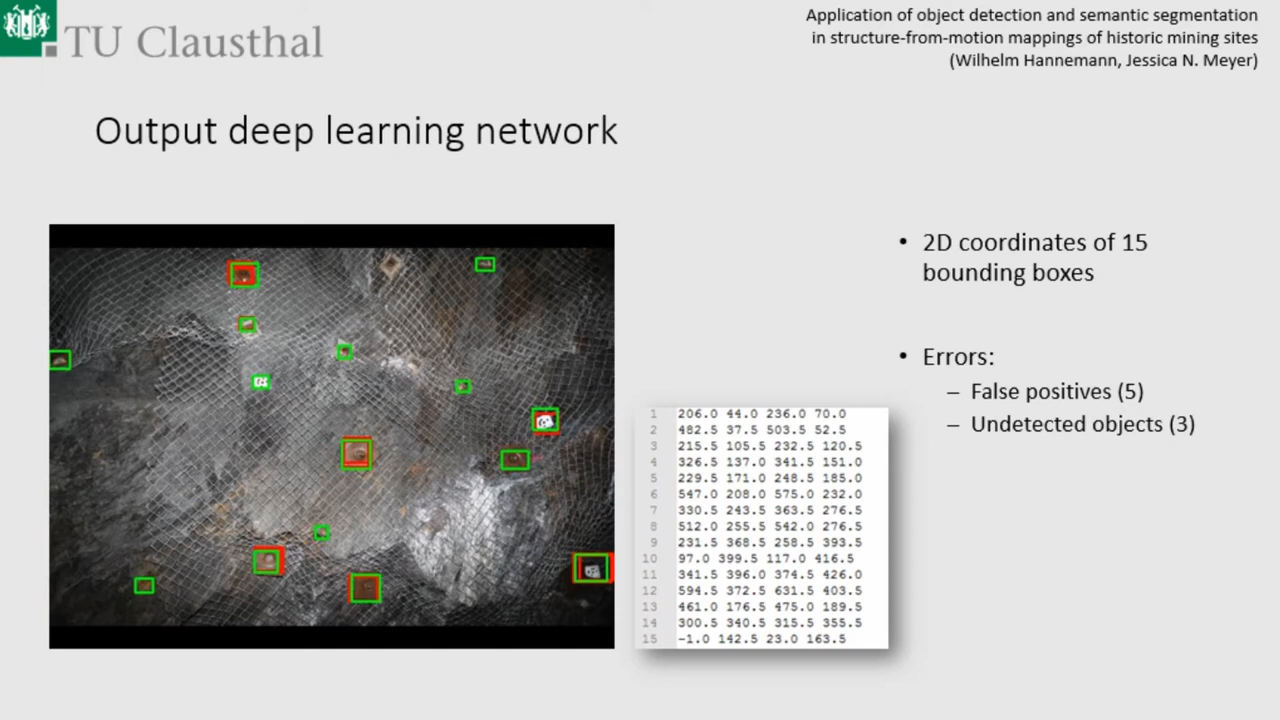 TU Clausthal
Application of object detection and semantic segmentation
in structure-from-motion mappings of historic mining sites
(Wilhelm Hannemann, Jessica N. Meyer)
Output deep learning network
• 2D coordinates of 15
bounding boxes
• Errors:
– False positives (5)
– Undetected objects (3)
1 206.0 44.0 236.0 70.0
2 482.5 37.5 503.5 52.5
3 215.5 105.5 232.5 120.5
4 326.5 137.0 341.5 151.0
5 229.5 171.0 248.5 185.0
6 547.0 208.0 575.0 232.0
7 330.5 243.5 363.5 276.5
8 512.0 255.5 542.0 276.5
9 231.5 368.5 258.5 393.5
10 97.0 399.5 117.0 416.5
11 341.5 396.0 374.5 426.0
12 594.5 372.5 631.5 403.5
13 461.0 176.5 475.0 189.5
14 300.5 340.5 315.5 355.5
15 -1.0 142.5 23.0 163.5